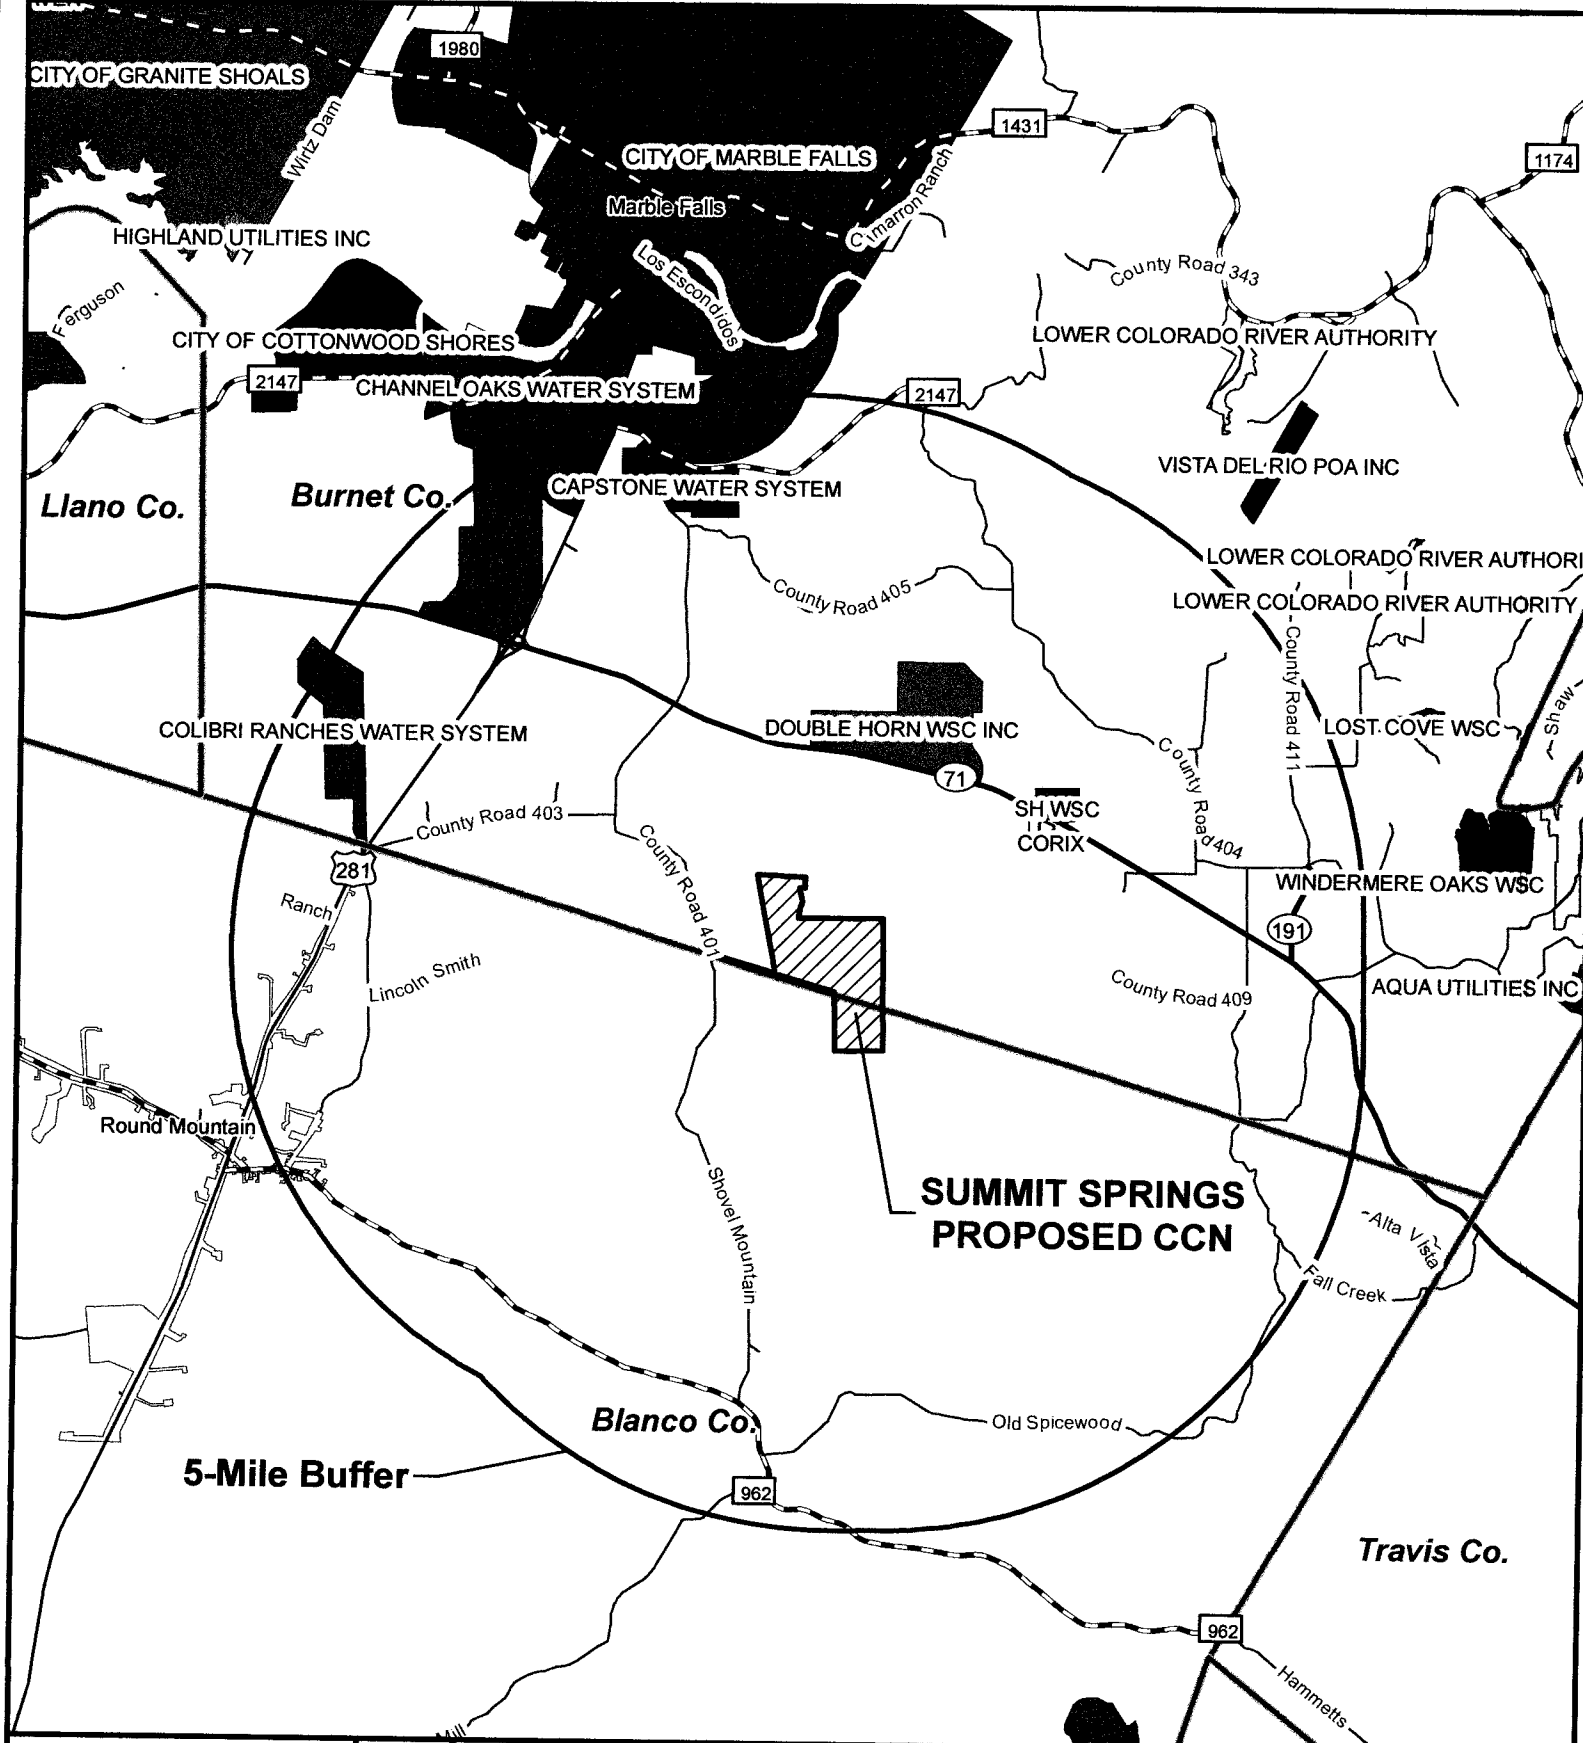 1980
CITY OF GRANITE SHOALS
Wirtz Dam
1431
CITY OF MARBLE FALLS
1174
Marble Falls
Cimarron Ranch
HIGHLAND UTILITIES INC
Los Escondidos
County Road 343
Ferguson
CITY OF COTTONWOOD SHORES
LOWER COLORADO RIVER AUTHORITY
2147
CHANNEL OAKS WATER SYSTEM
2147
VISTA DEL RIO POA INC
CAPSTONE WATER SYSTEM
Llano Co.
Burnet Co.
LOWER COLORADO RIVER AUTHORI
County Road 405
LOWER COLORADO RIVER AUTHORITY
County Road 411
Shaw
COLIBRI RANCHES WATER SYSTEM
DOUBLE HORN WSC INC
LOST COVE WSC
71
County Road 404
SH WSC
County Road 403
CORIX
County Road 401
281
WINDERMERE OAKS WSC
Ranch
191
Lincoln Smith
County Road 409
AQUA UTILITIES INC
Round Mountain
Shovel Mountain
SUMMIT SPRINGS
PROPOSED CCN
Alta Vista
Fall Creek
Blanco Co.
Old Spicewood
5-Mile Buffer
962
Travis Co.
962
Hammetts
Mill